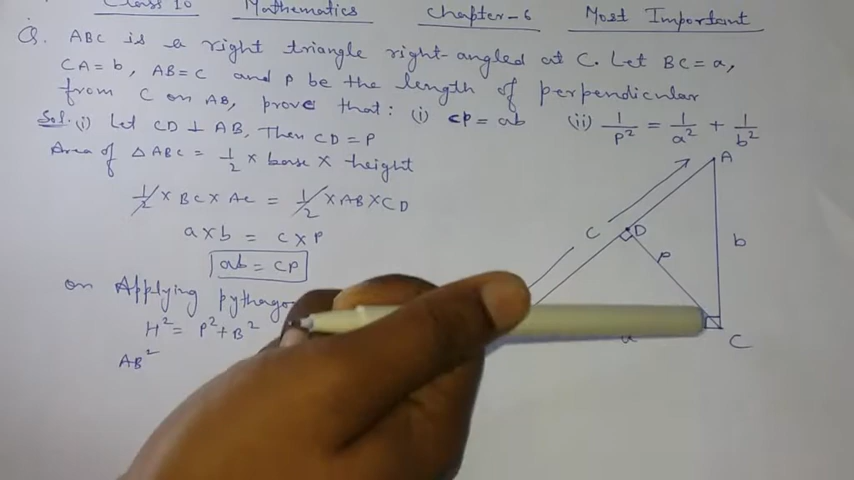 Class 10 Mathematics Chapter-6 Most Important
Q. ABC is a right triangle right-angled at C. Let BC = a,
CA = b, AB = c and P be the length of perpendicular
from C on AB, prove that: (i) cp = ab (ii) 1/p² = 1/a² + 1/b²
Sol: (i) Let CD ⊥ AB, Then CD = P
Area of △ ABC = 1/2 × base × height
1/2 × BC × AC = 1/2 × AB × CD
a × b = c × P
ab = CP
on Applying
H² = P² + B²
AB²
A
C
D
b
P
a
C